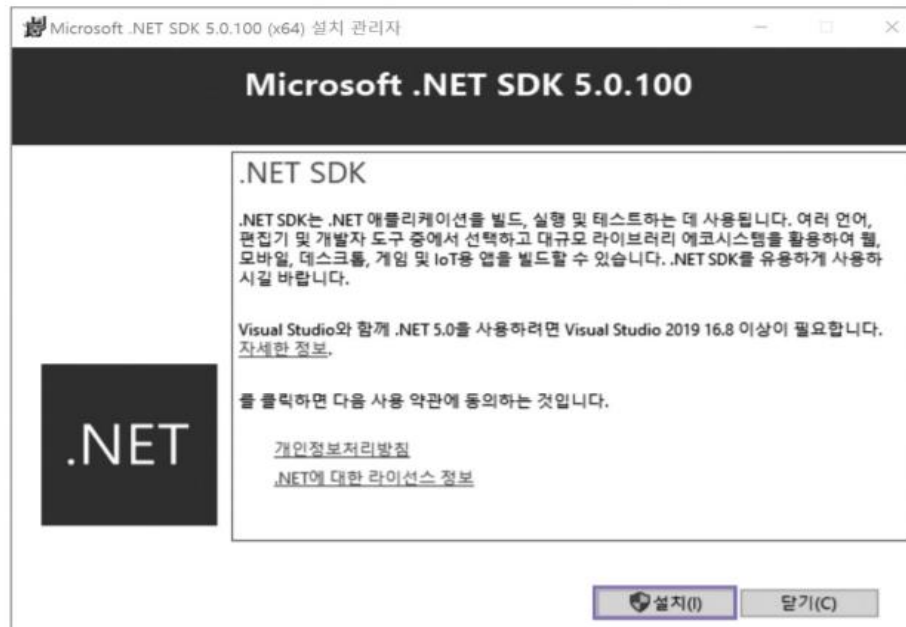 Microsoft .NET SDK 5.0.100 (x64) 설치 관리자
Microsoft .NET SDK 5.0.100
.NET SDK
.NET SDK는 .NET 애플리케이션을 빌드, 실행 및 테스트하는 데 사용됩니다. 여러 언어,
편집기 및 개발자 도구 중에서 선택하고 대규모 라이브러리 에코시스템을 활용하여 웹,
모바일, 데스크톱, 게임 및 IoT용 앱을 빌드할 수 있습니다. .NET SDK를 유용하게 사용하
시길 바랍니다.
Visual Studio와 함께 .NET 5.0을 사용하려면 Visual Studio 2019 16.8 이상이 필요합니다.
자세한 정보.
를 클릭하면 다음 사용 약관에 동의하는 것입니다.
개인정보처리방침
.NET에 대한 라이선스 정보
.NET
설치(I)
닫기(C)